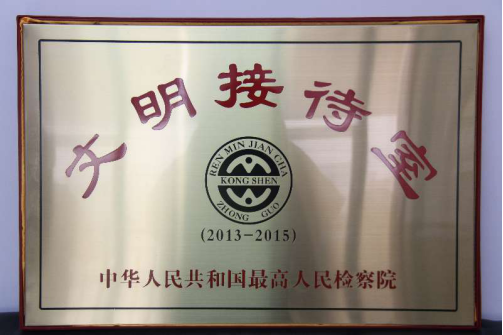 文明接待室
REN MIN JIAN CHA
KONG SHEN
ZHONG GUO
(2013-2015)
中华人民共和国最高人民检察院